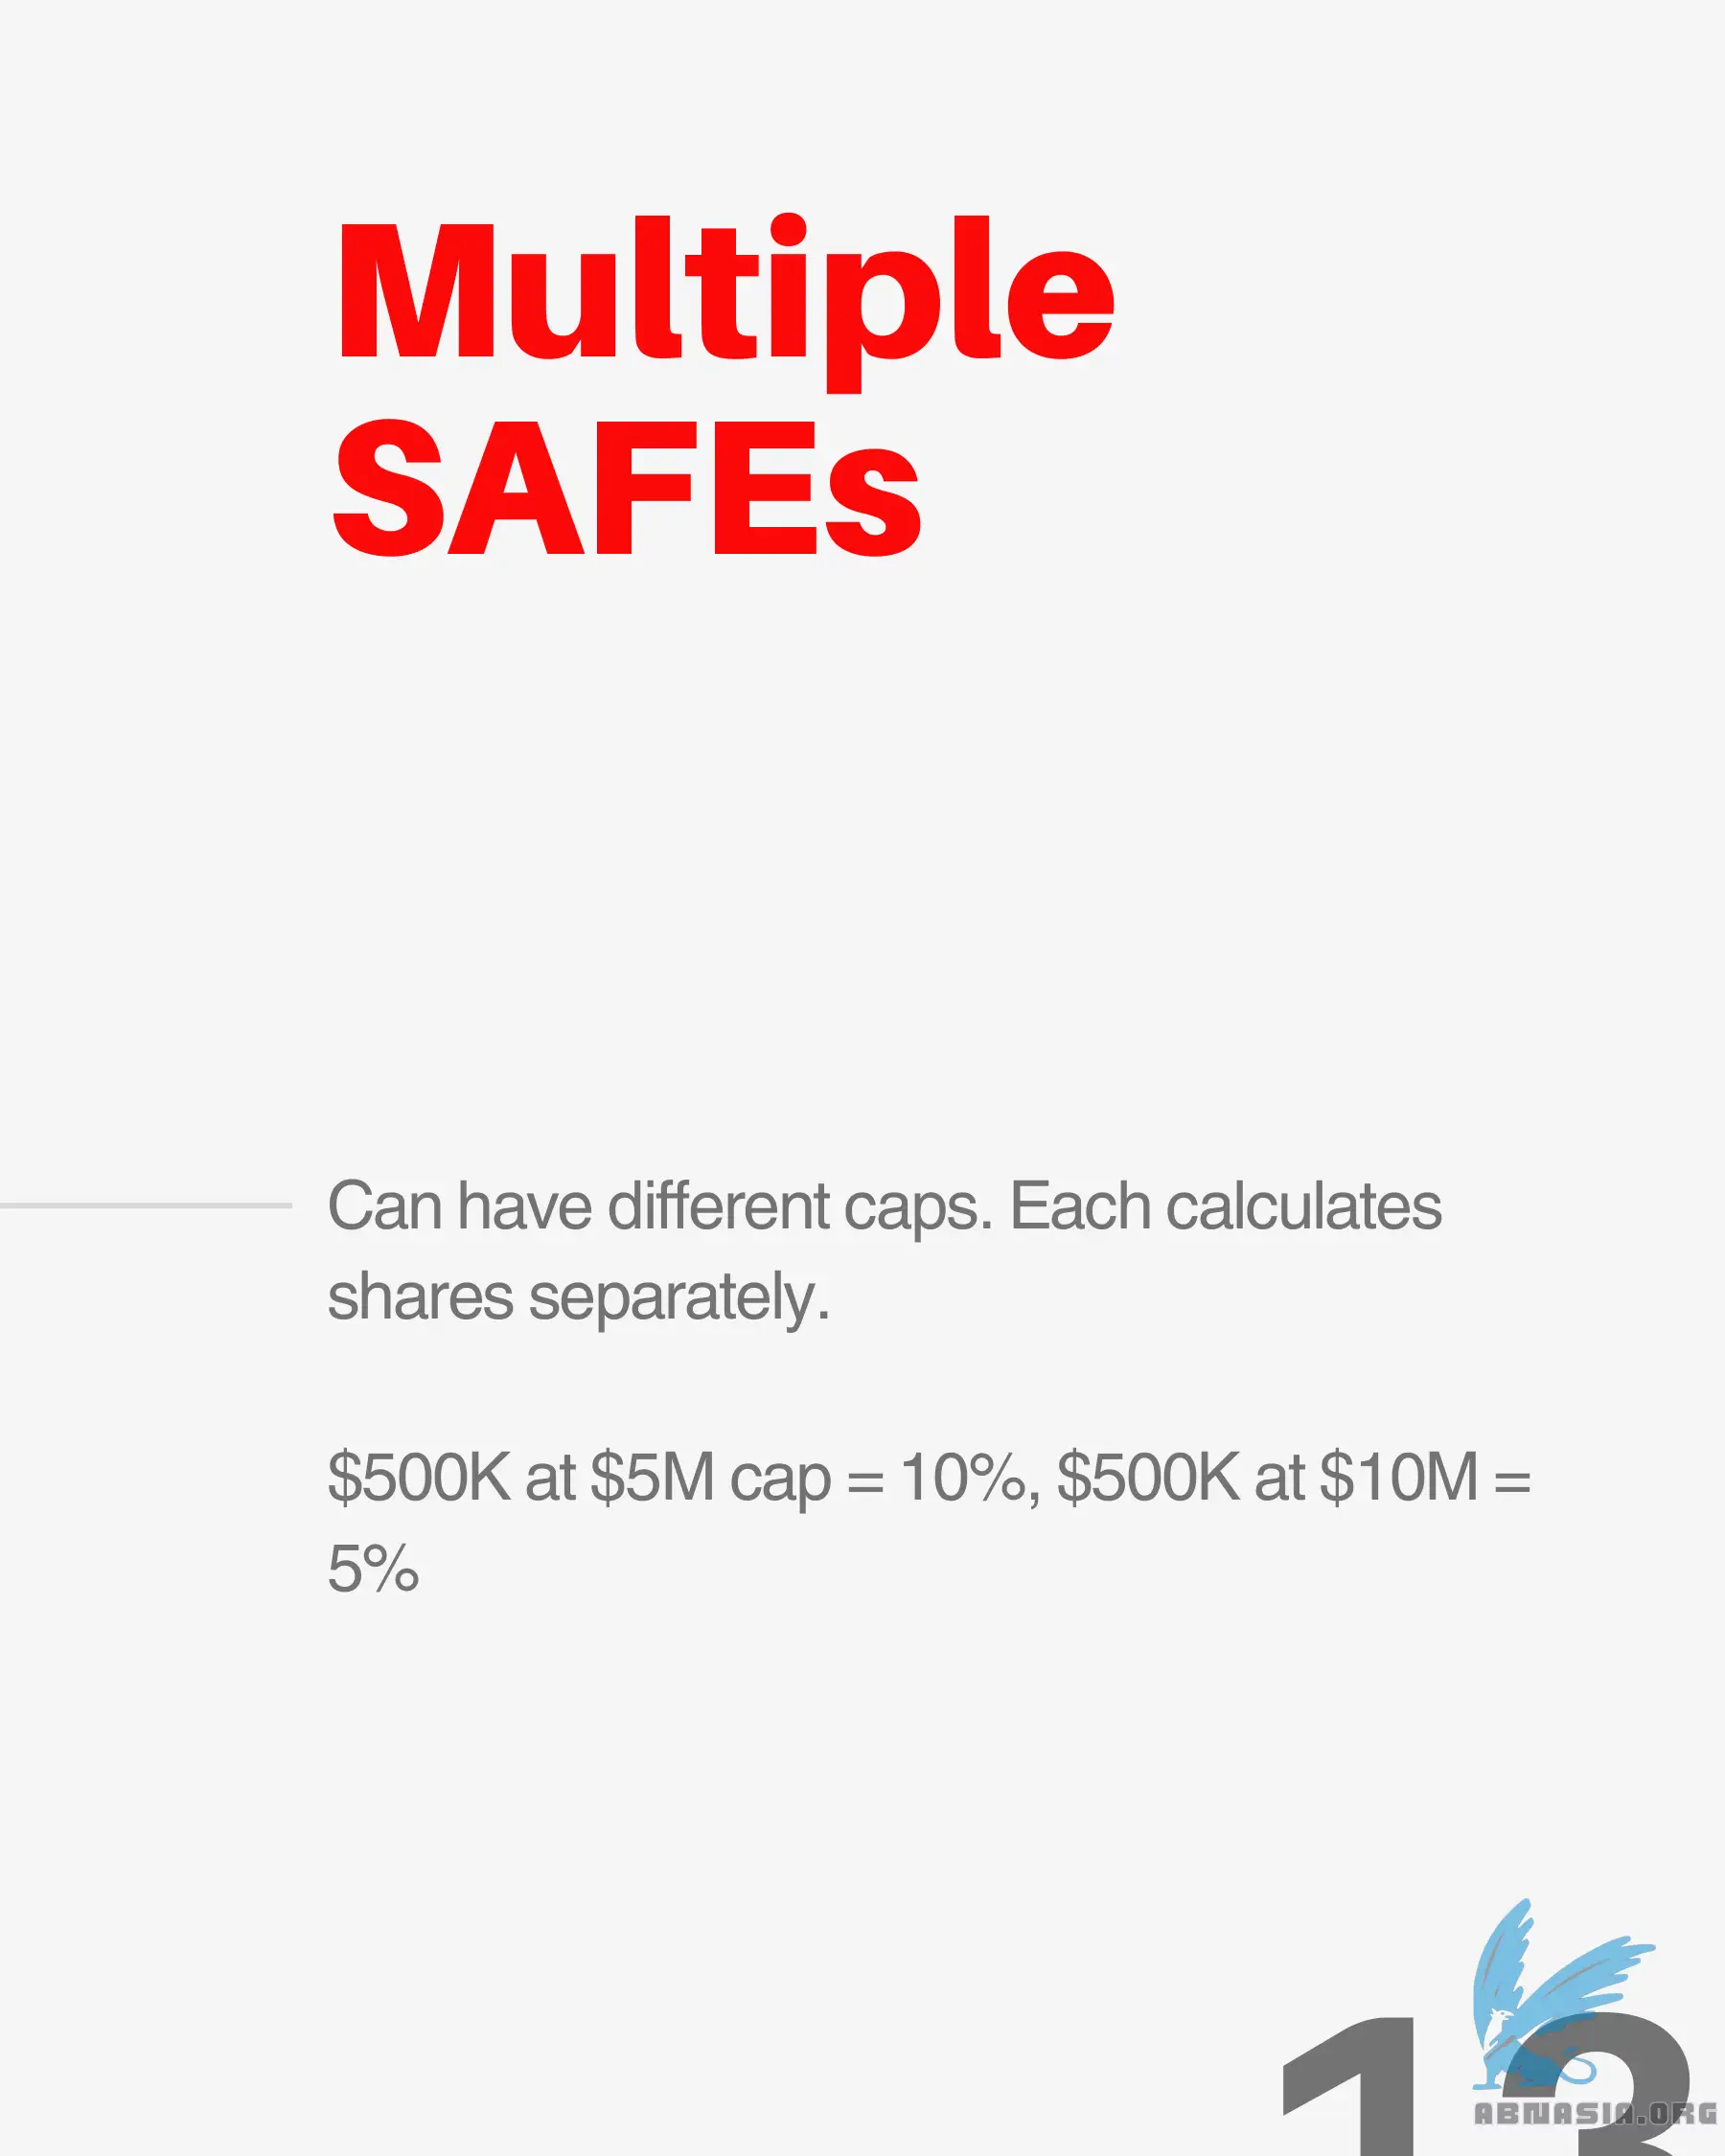 Multiple
SAFEs
Can have different caps. Each calculates
shares separately.
$500K at $5M cap = 10%, $500K at $10M =
5%
13
ABNASIA.ORG